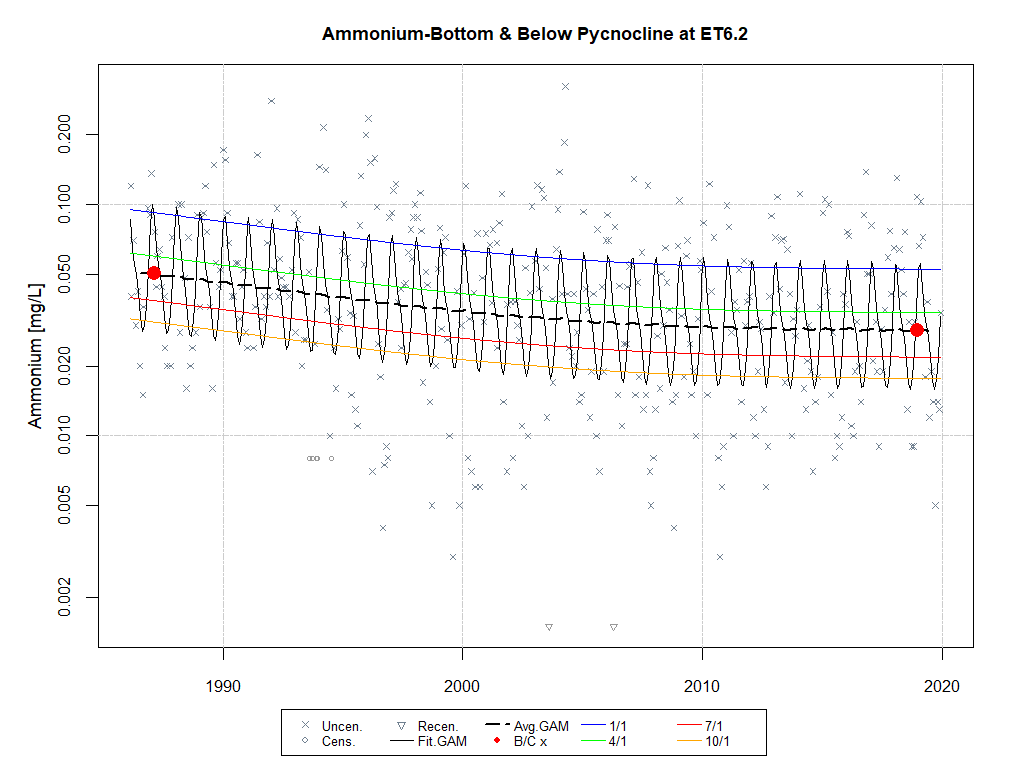 Ammonium-Bottom & Below Pycnocline at ET6.2
Ammonium [mg/L]
0.200
0.100
0.050
0.020
0.010
0.005
0.002
1990 2000 2010 2020
Uncen. Recen. Avg.GAM 1/1 7/1
Cens. Fit.GAM B/C x 4/1 10/1